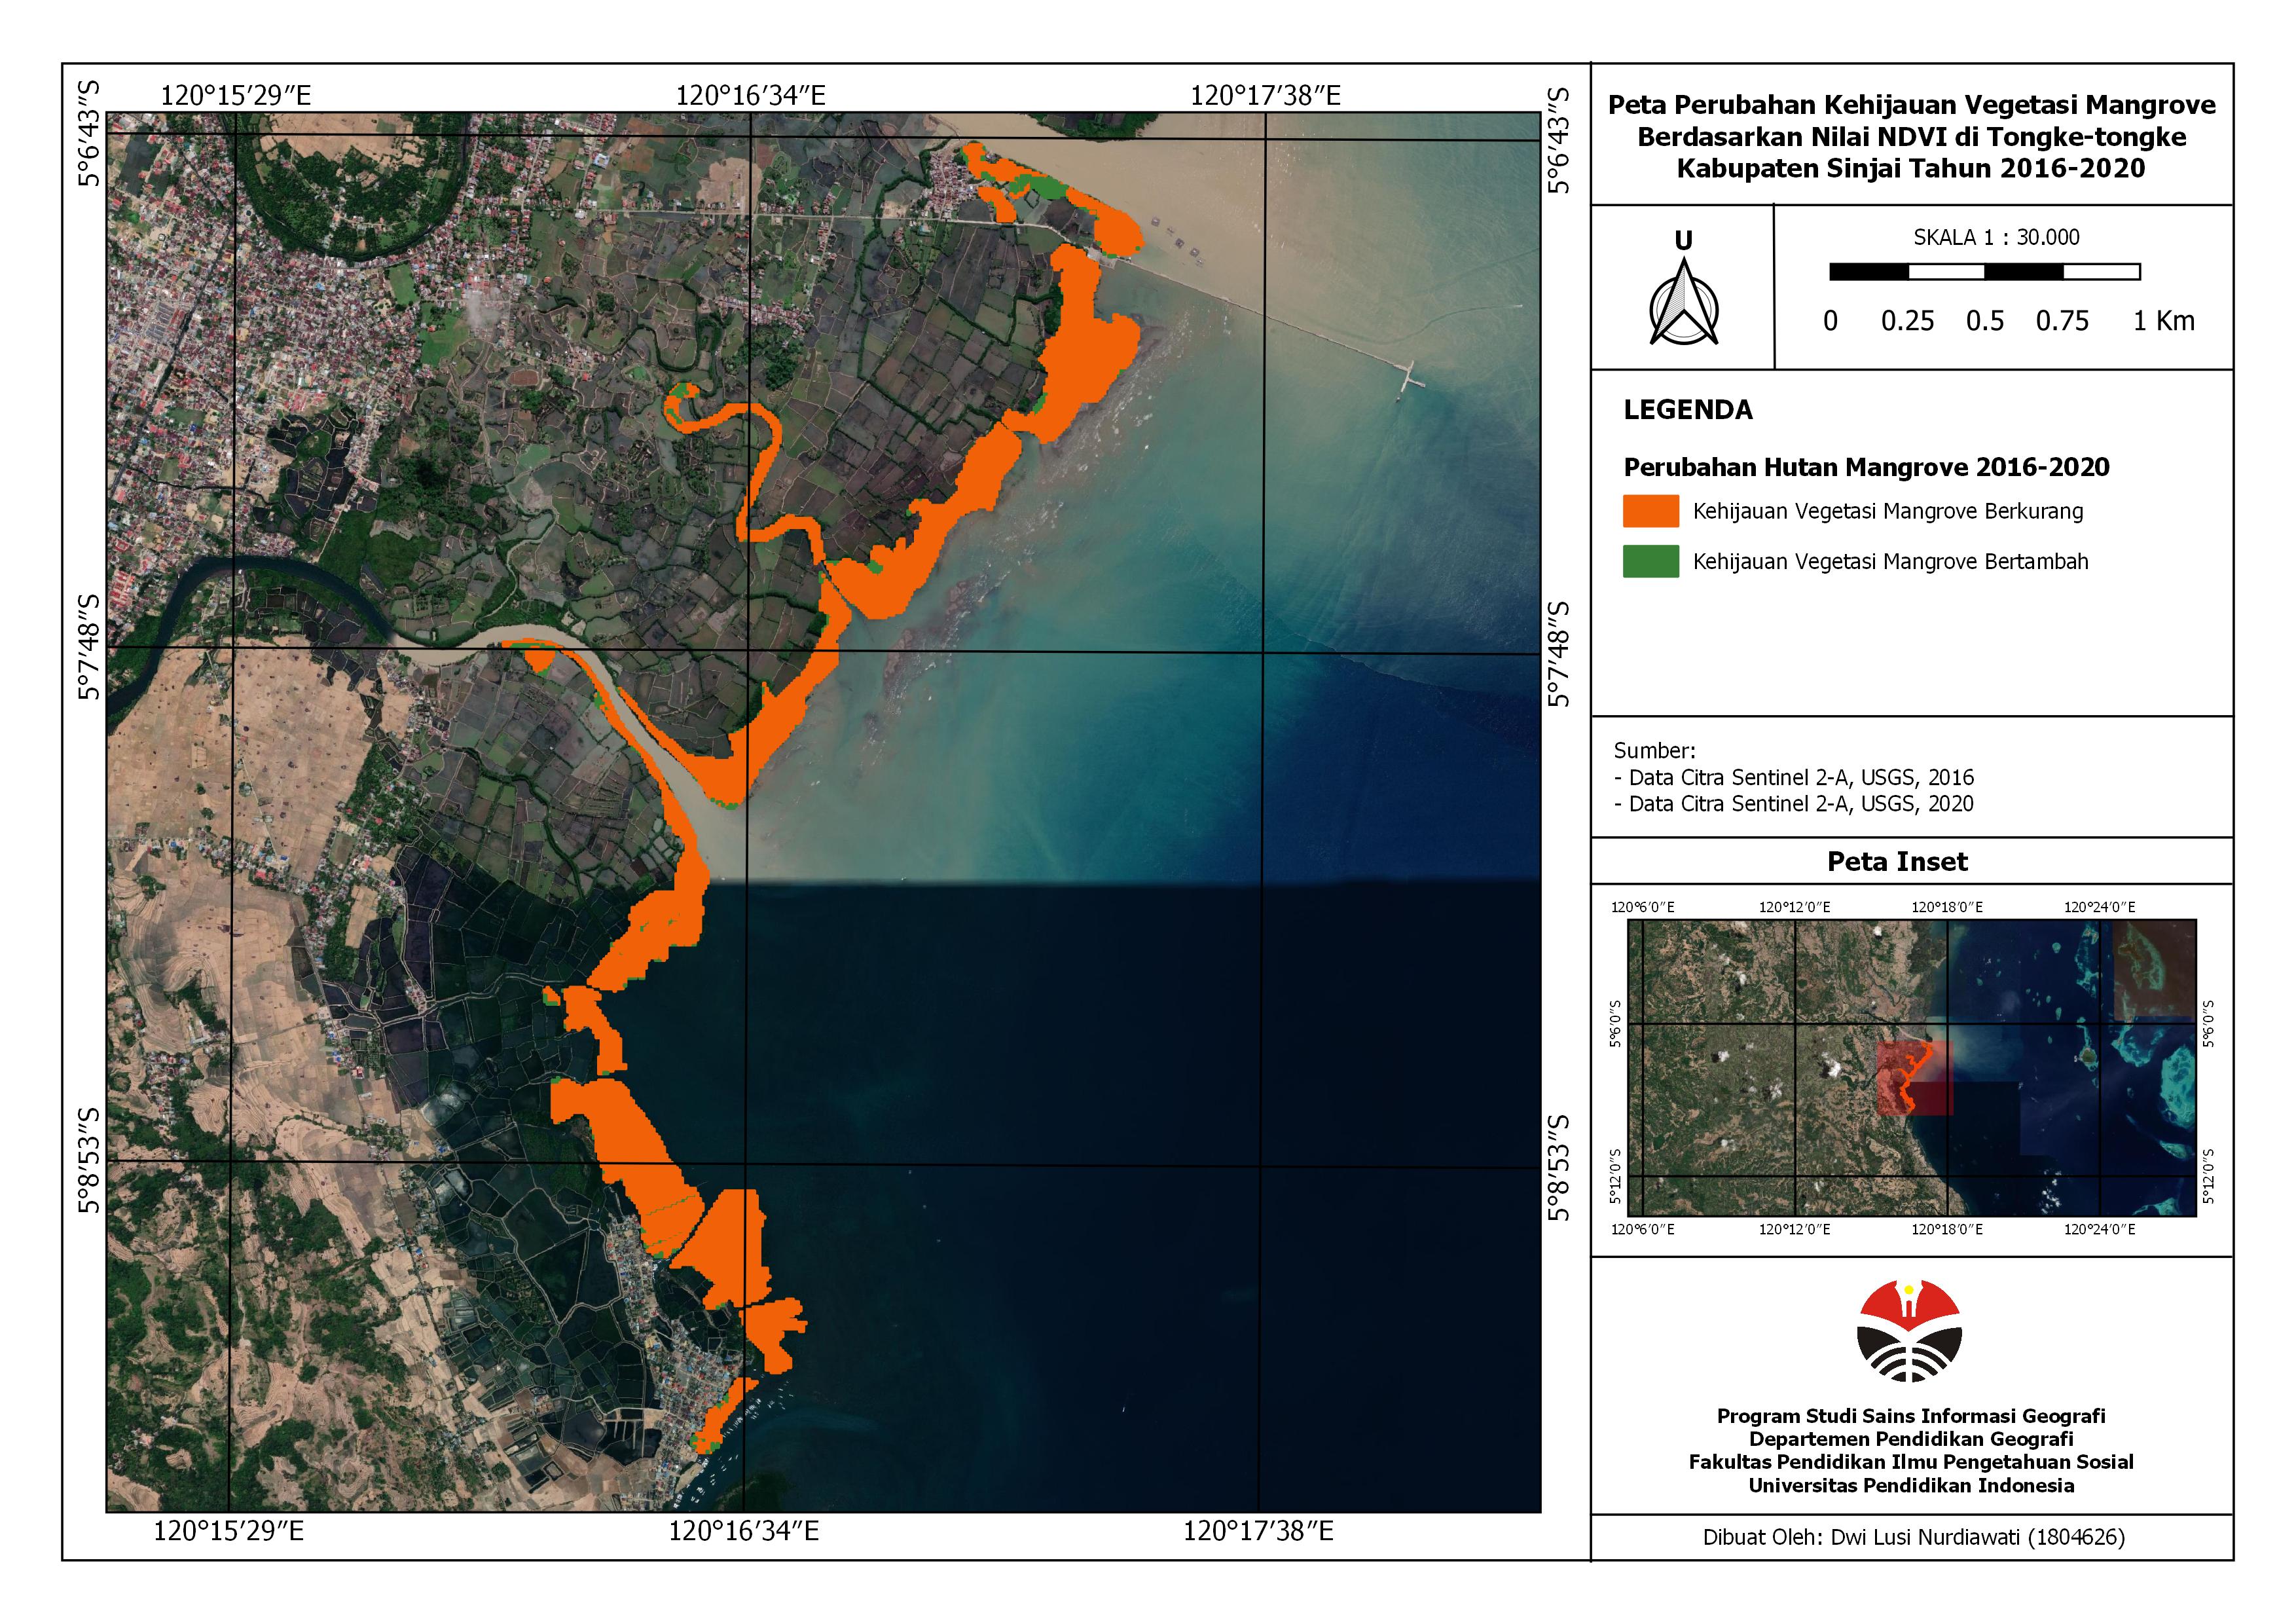 120°15′29″E
120°16′34″E
120°17′38″E
5°6′43″S
5°6′43″S
5°7′48″S
5°7′48″S
5°8′53″S
5°8′53″S
120°15′29″E
120°16′34″E
120°17′38″E
Peta Perubahan Kehijauan Vegetasi Mangrove
Berdasarkan Nilai NDVI di Tongke-tongke
Kabupaten Sinjai Tahun 2016-2020
U
SKALA 1 : 30.000
0 0.25 0.5 0.75 1 Km
LEGENDA
Perubahan Hutan Mangrove 2016-2020
Kehijauan Vegetasi Mangrove Berkurang
Kehijauan Vegetasi Mangrove Bertambah
Sumber:
- Data Citra Sentinel 2-A, USGS, 2016
- Data Citra Sentinel 2-A, USGS, 2020
Peta Inset
120°6′0″E 120°12′0″E 120°18′0″E 120°24′0″E
5°6′0″S
5°6′0″S
5°12′0″S
5°12′0″S
120°6′0″E 120°12′0″E 120°18′0″E 120°24′0″E
Program Studi Sains Informasi Geografi
Departemen Pendidikan Geografi
Fakultas Pendidikan Ilmu Pengetahuan Sosial
Universitas Pendidikan Indonesia
Dibuat Oleh: Dwi Lusi Nurdiawati (1804626)